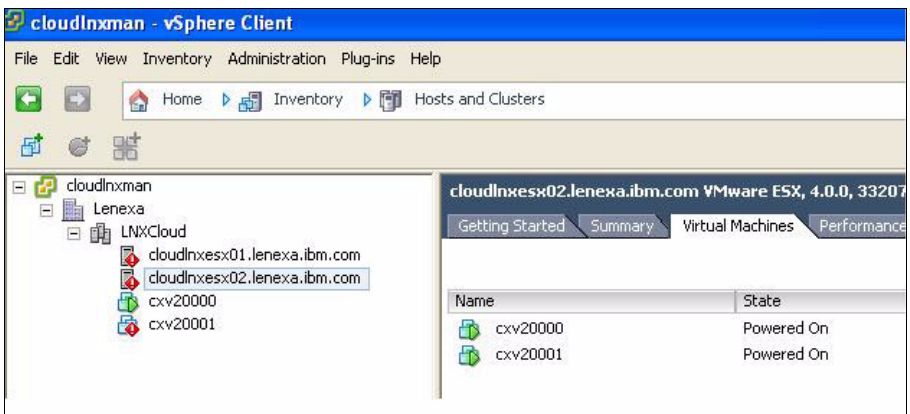 cloudlnxman - vSphere Client
File Edit View Inventory Administration Plug-ins Help
Home Inventory Hosts and Clusters
cloudlnxman
Lenexa
LNXCloud
cloudlnxesx01.lenexa.ibm.com
cloudlnxesx02.lenexa.ibm.com
cxv20000
cxv20001
cloudlnxesx02.lenexa.ibm.com VMware ESX, 4.0.0, 33207
Getting Started Summary Virtual Machines Performance
Name State
cxv20000 Powered On
cxv20001 Powered On